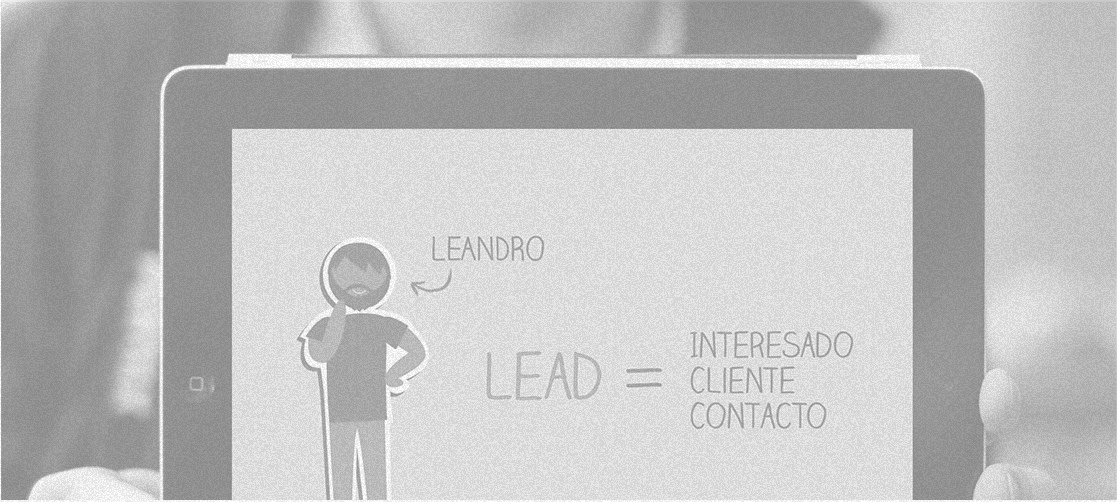 LEANDRO
LEAD =
INTERESADO
CLIENTE
CONTACTO